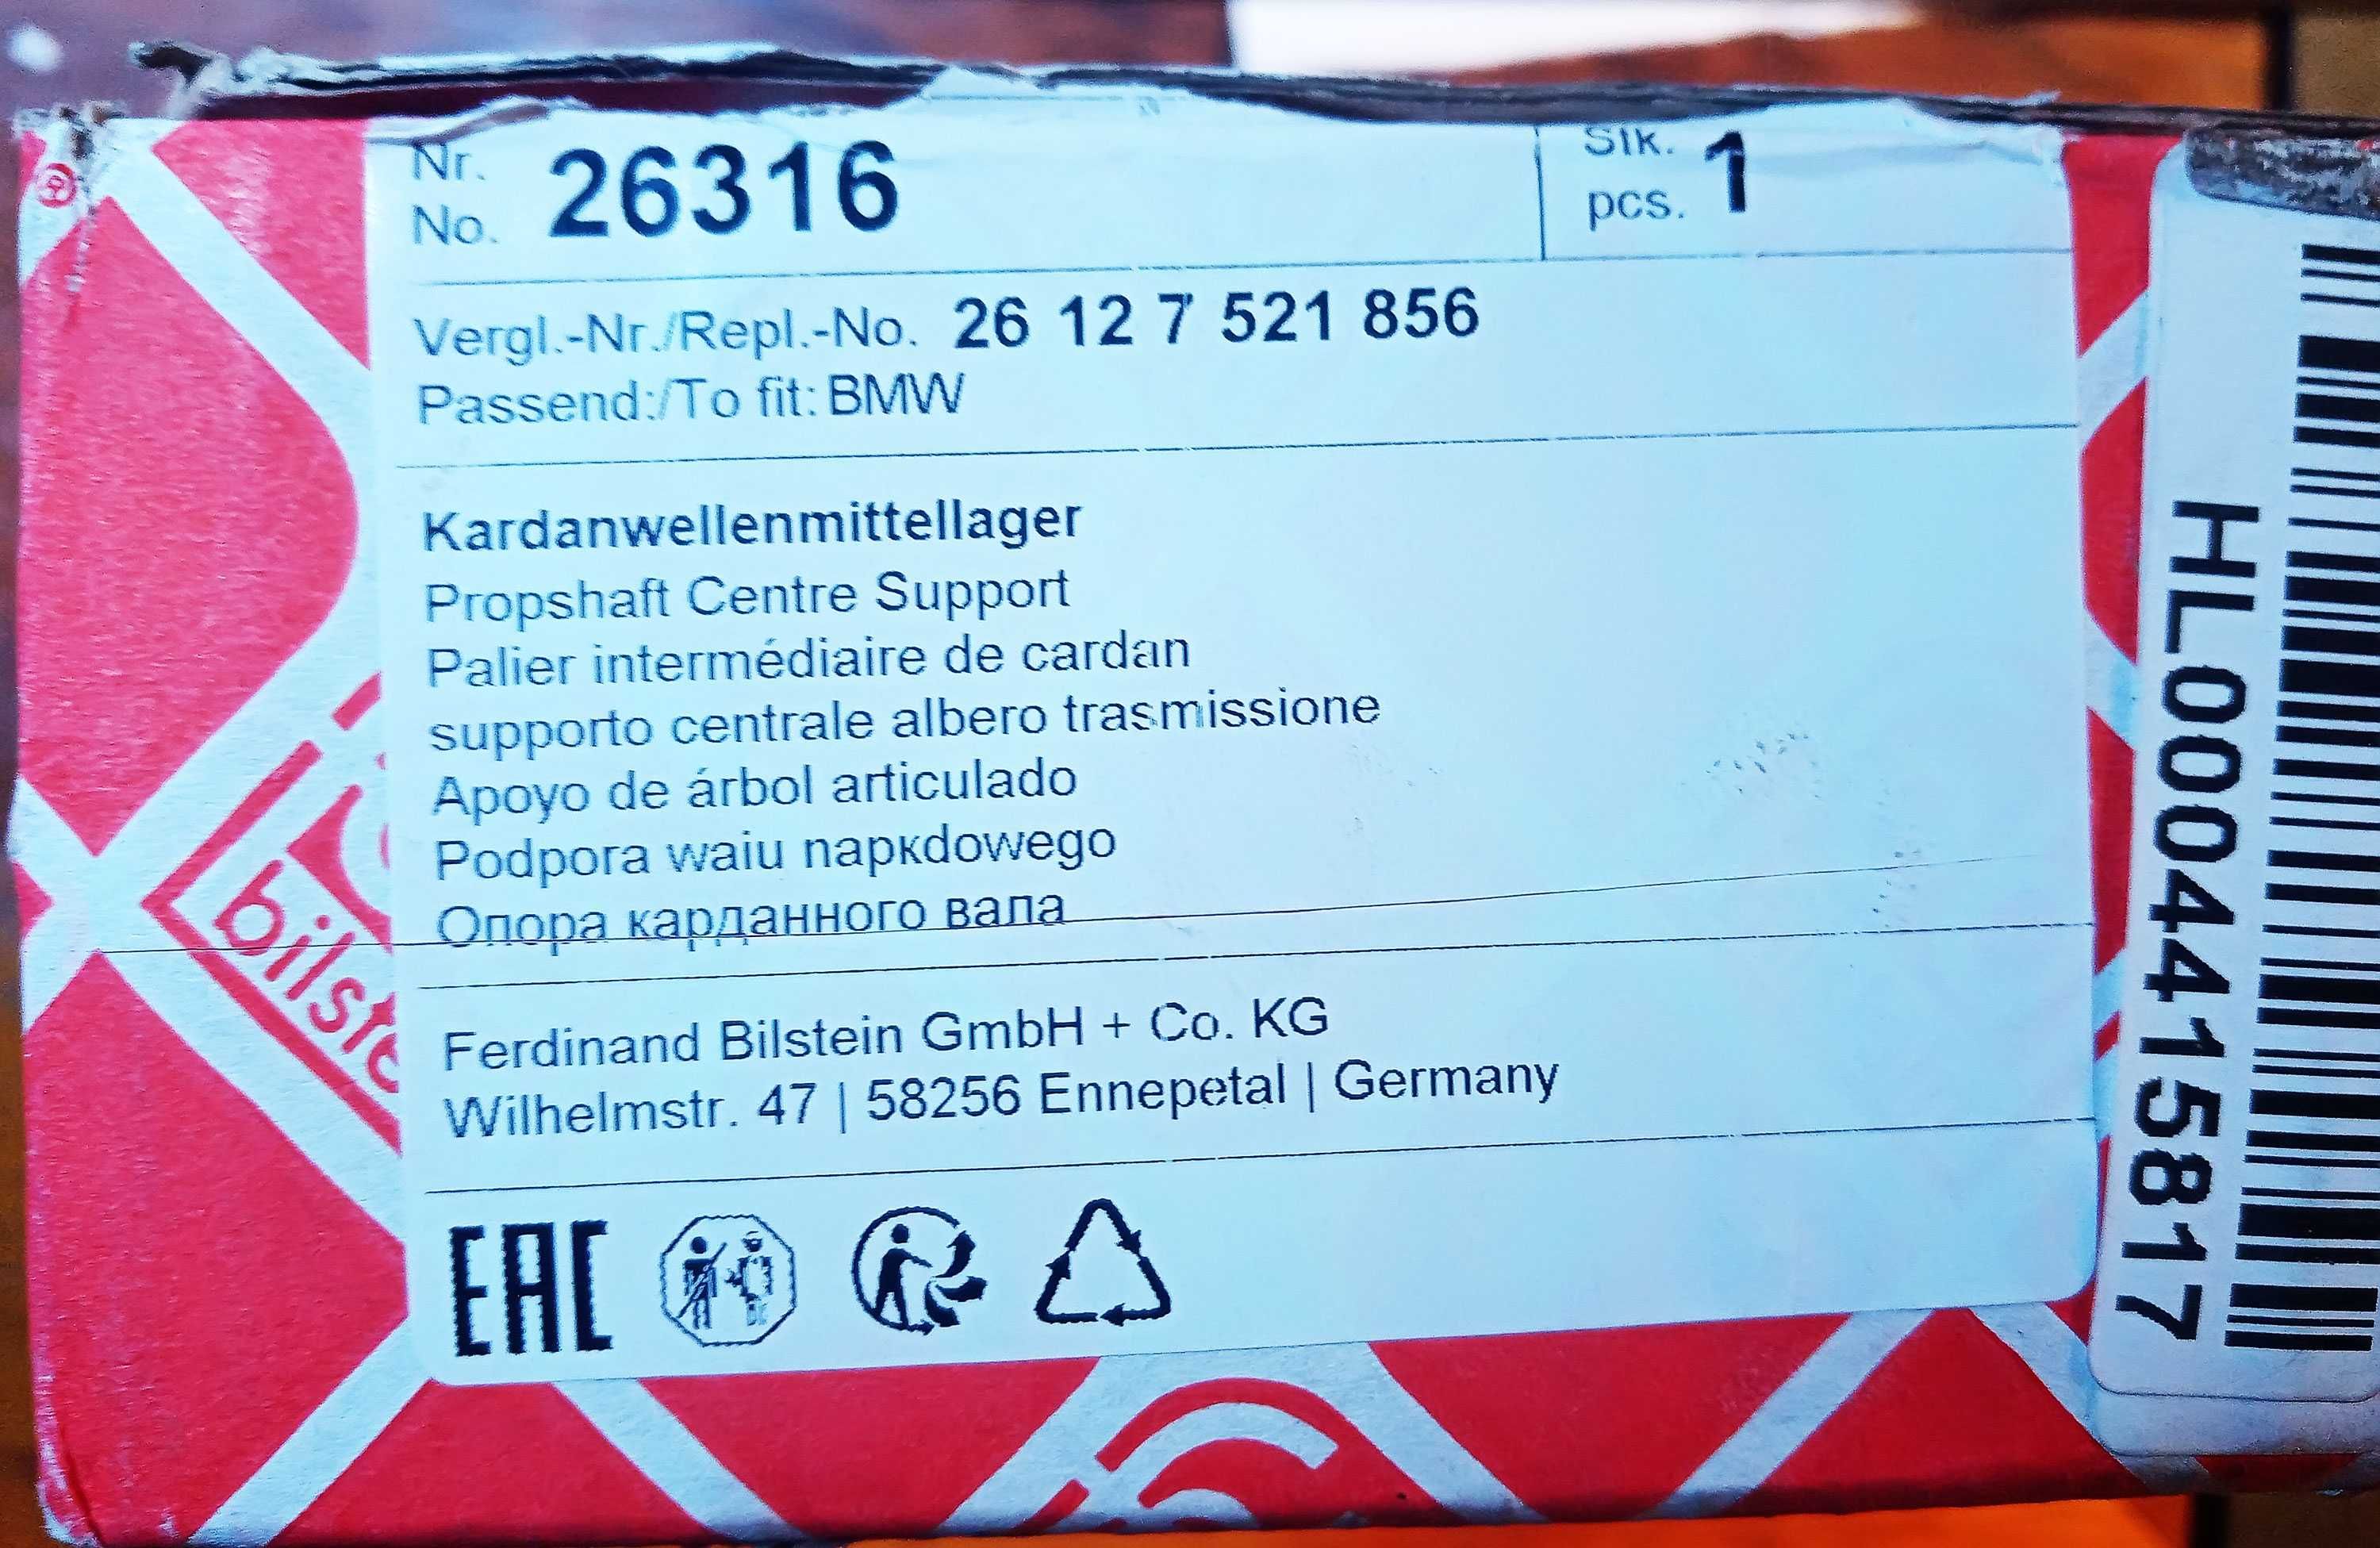 Nr.
No. 26316
Stk.
pcs. 1
Vergl.-Nr./Repl.-No. 26 12 7 521 856
Passend:/To fit: BMW
Kardanwellenmittellager
Propshaft Centre Support
Palier intermédiaire de cardan
supporto centrale albero trasmissione
Apoyo de árbol articulado
Podpora waiu napкdowego
Опора карданного вала
Ferdinand Bilstein GmbH + Co. KG
Wilhelmstr. 47 | 58256 Ennepetal | Germany
EAC
HL0004415817
bilste